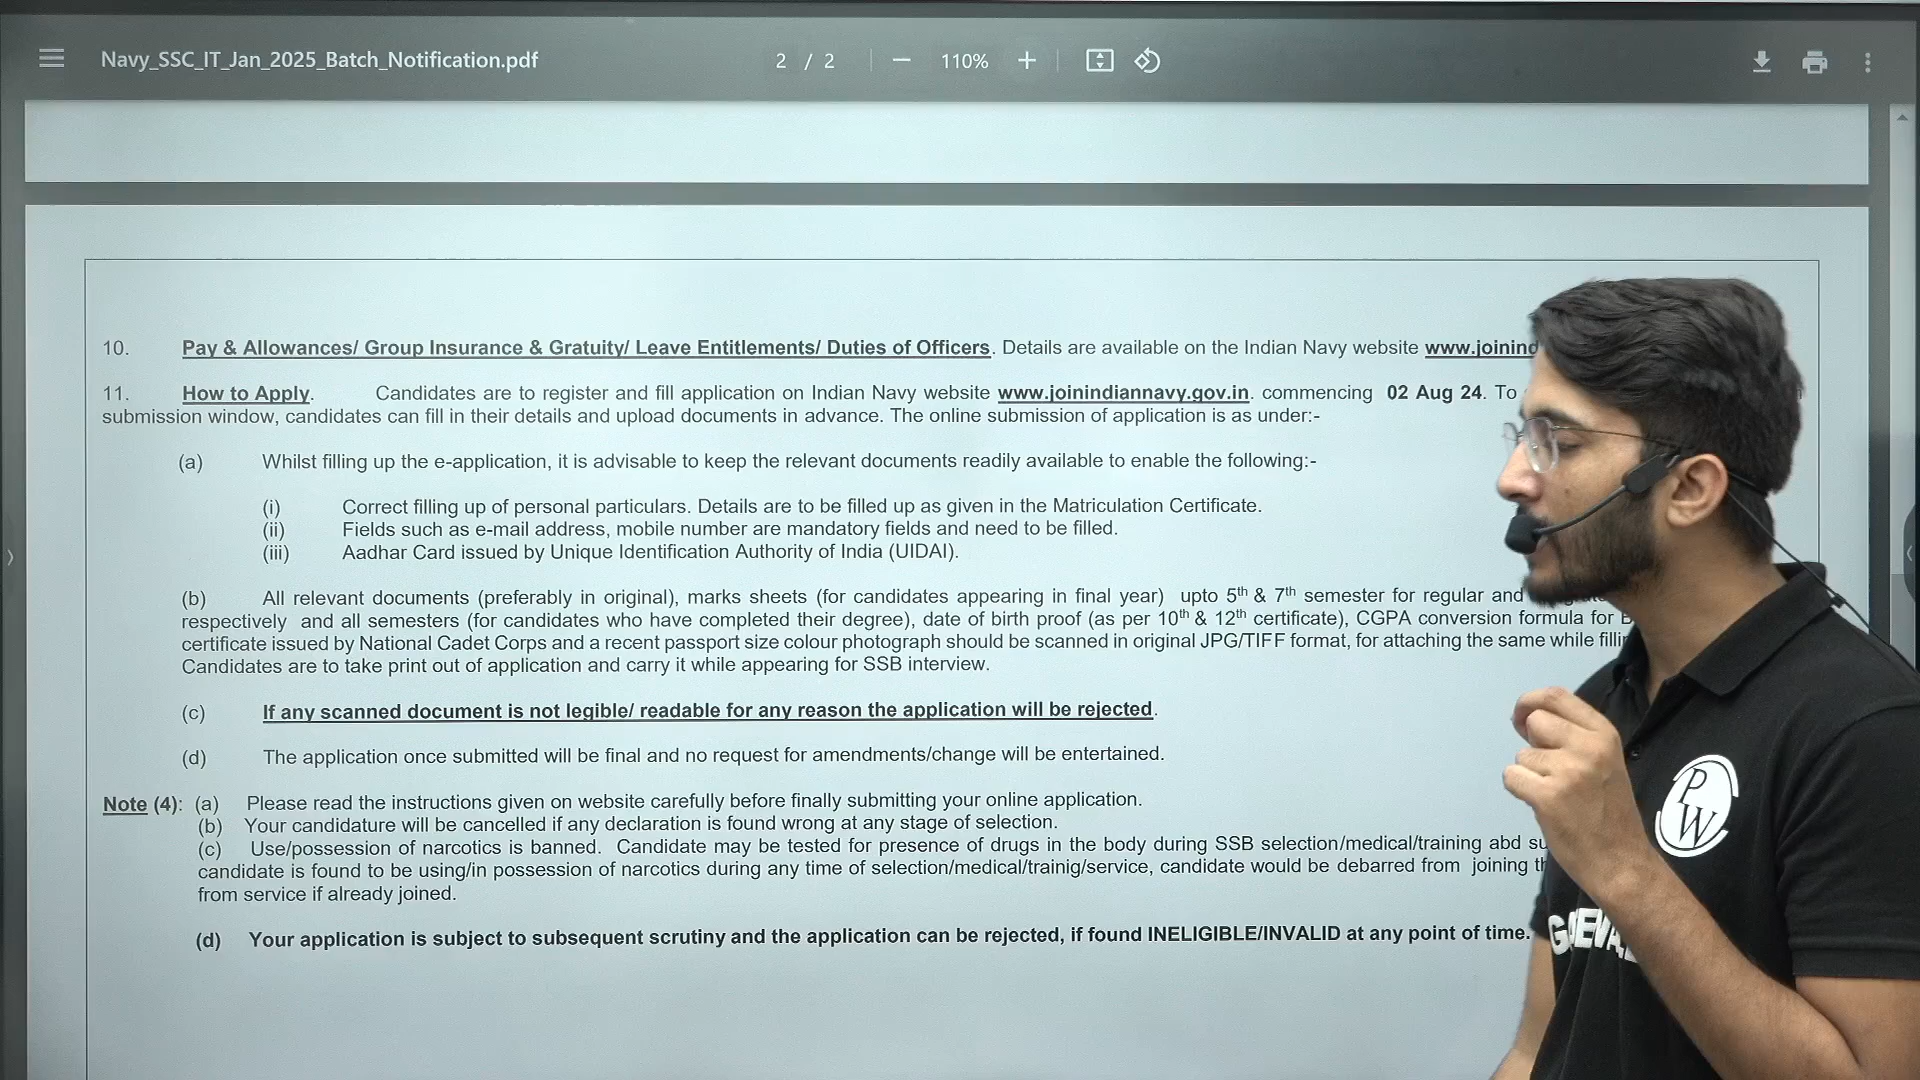 Navy_SSC_IT_Jan_2025_Batch_Notification.pdf
2 / 2
110%
10. Pay & Allowances/ Group Insurance & Gratuity/ Leave Entitlements/ Duties of Officers. Details are available on the Indian Navy website www.joinind
11. How to Apply. Candidates are to register and fill application on Indian Navy website www.joinindiannavy.gov.in. commencing 02 Aug 24. To
submission window, candidates can fill in their details and upload documents in advance. The online submission of application is as under:-
(a) Whilst filling up the e-application, it is advisable to keep the relevant documents readily available to enable the following:-
(i) Correct filling up of personal particulars. Details are to be filled up as given in the Matriculation Certificate.
(ii) Fields such as e-mail address, mobile number are mandatory fields and need to be filled.
(iii) Aadhar Card issued by Unique Identification Authority of India (UIDAI).
(b) All relevant documents (preferably in original), marks sheets (for candidates appearing in final year) upto 5th & 7th semester for regular and
respectively and all semesters (for candidates who have completed their degree), date of birth proof (as per 10th & 12th certificate), CGPA conversion formula for
certificate issued by National Cadet Corps and a recent passport size colour photograph should be scanned in original JPG/TIFF format, for attaching the same while
Candidates are to take print out of application and carry it while appearing for SSB interview.
(c) If any scanned document is not legible/ readable for any reason the application will be rejected.
(d) The application once submitted will be final and no request for amendments/change will be entertained.
Note (4): (a) Please read the instructions given on website carefully before finally submitting your online application.
(b) Your candidature will be cancelled if any declaration is found wrong at any stage of selection.
(c) Use/possession of narcotics is banned. Candidate may be tested for presence of drugs in the body during SSB selection/medical/training abd
candidate is found to be using/in possession of narcotics during any time of selection/medical/trainig/service, candidate would be debarred from joining
from service if already joined.
(d) Your application is subject to subsequent scrutiny and the application can be rejected, if found INELIGIBLE/INVALID at any point of time.
PW